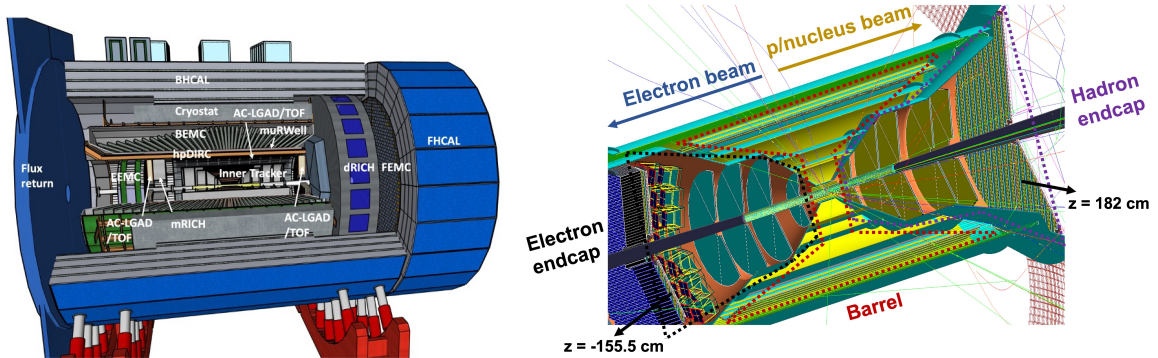 BHCAL
Cryostat
AC-LGAD/TOF
BEMC
muRWell
hpDIRC
Flux
return
EEMC
Inner Tracker
dRICH
FEMC
FHCAL
AC-LGAD
/TOF
mRICH
AC-LGAD
/TOF
p/nucleus beam
Electron beam
Hadron
endcap
z = 182 cm
Electron
endcap
Barrel
z = -155.5 cm